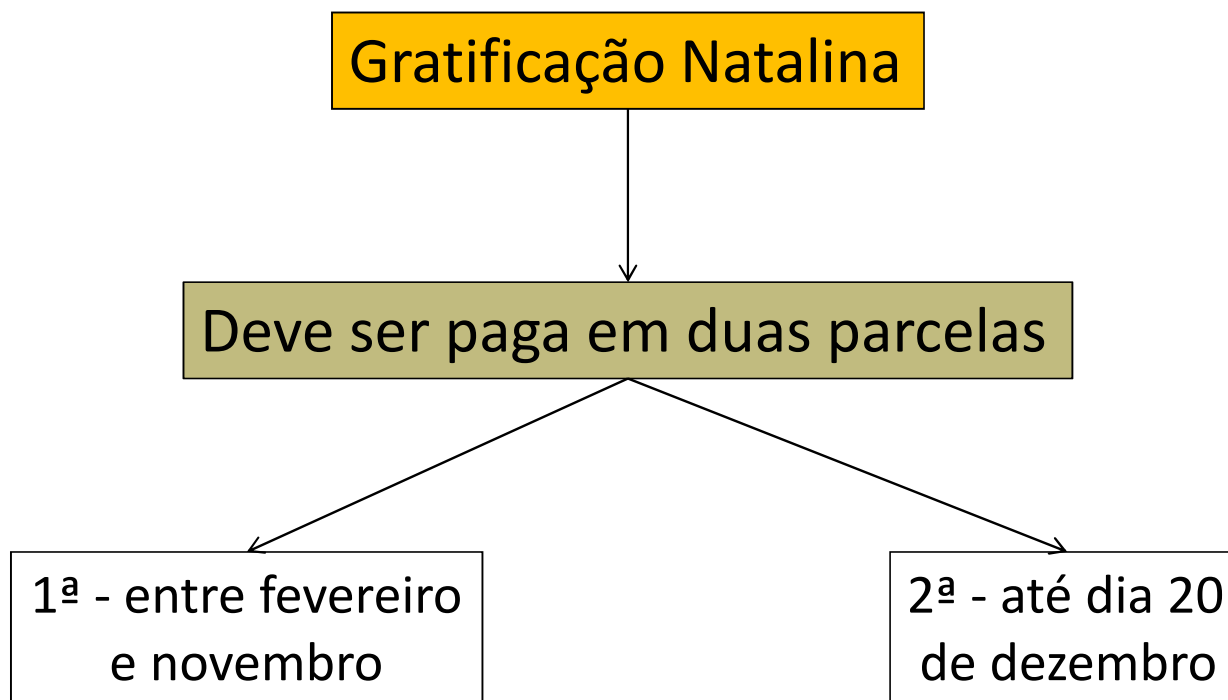 Gratificação Natalina
Deve ser paga em duas parcelas
1ª - entre fevereiro
e novembro
2ª - até dia 20
de dezembro